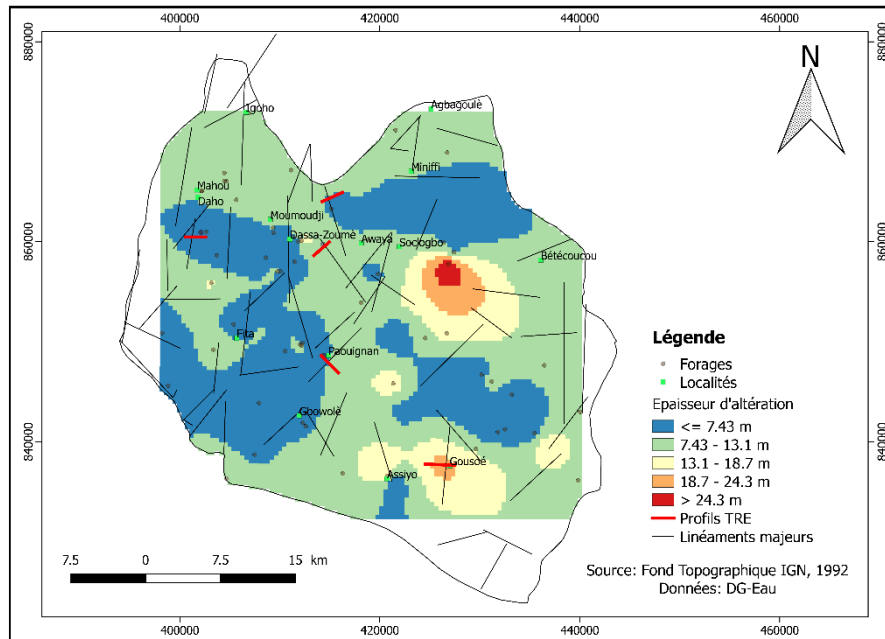 400000 420000 440000 460000
880000 880000
N
Igoho
Agbagoulè
Miniffi
Mahou
Daho
Moumoudji
860000 860000
Dassa-Zoumè
Awaya
Soclogbo
Bétécoucou
Fita
Paouignan
Gbowolè
840000 840000
Gousoé
Assiyo
Légende
Forages
Localités
Epaisseur d'altération
<= 7.43 m
7.43 - 13.1 m
13.1 - 18.7 m
18.7 - 24.3 m
> 24.3 m
Profils TRE
Linéaments majeurs
7.5 0 7.5 15 km
Source: Fond Topographique IGN, 1992
Données: DG-Eau
400000 420000 440000 460000